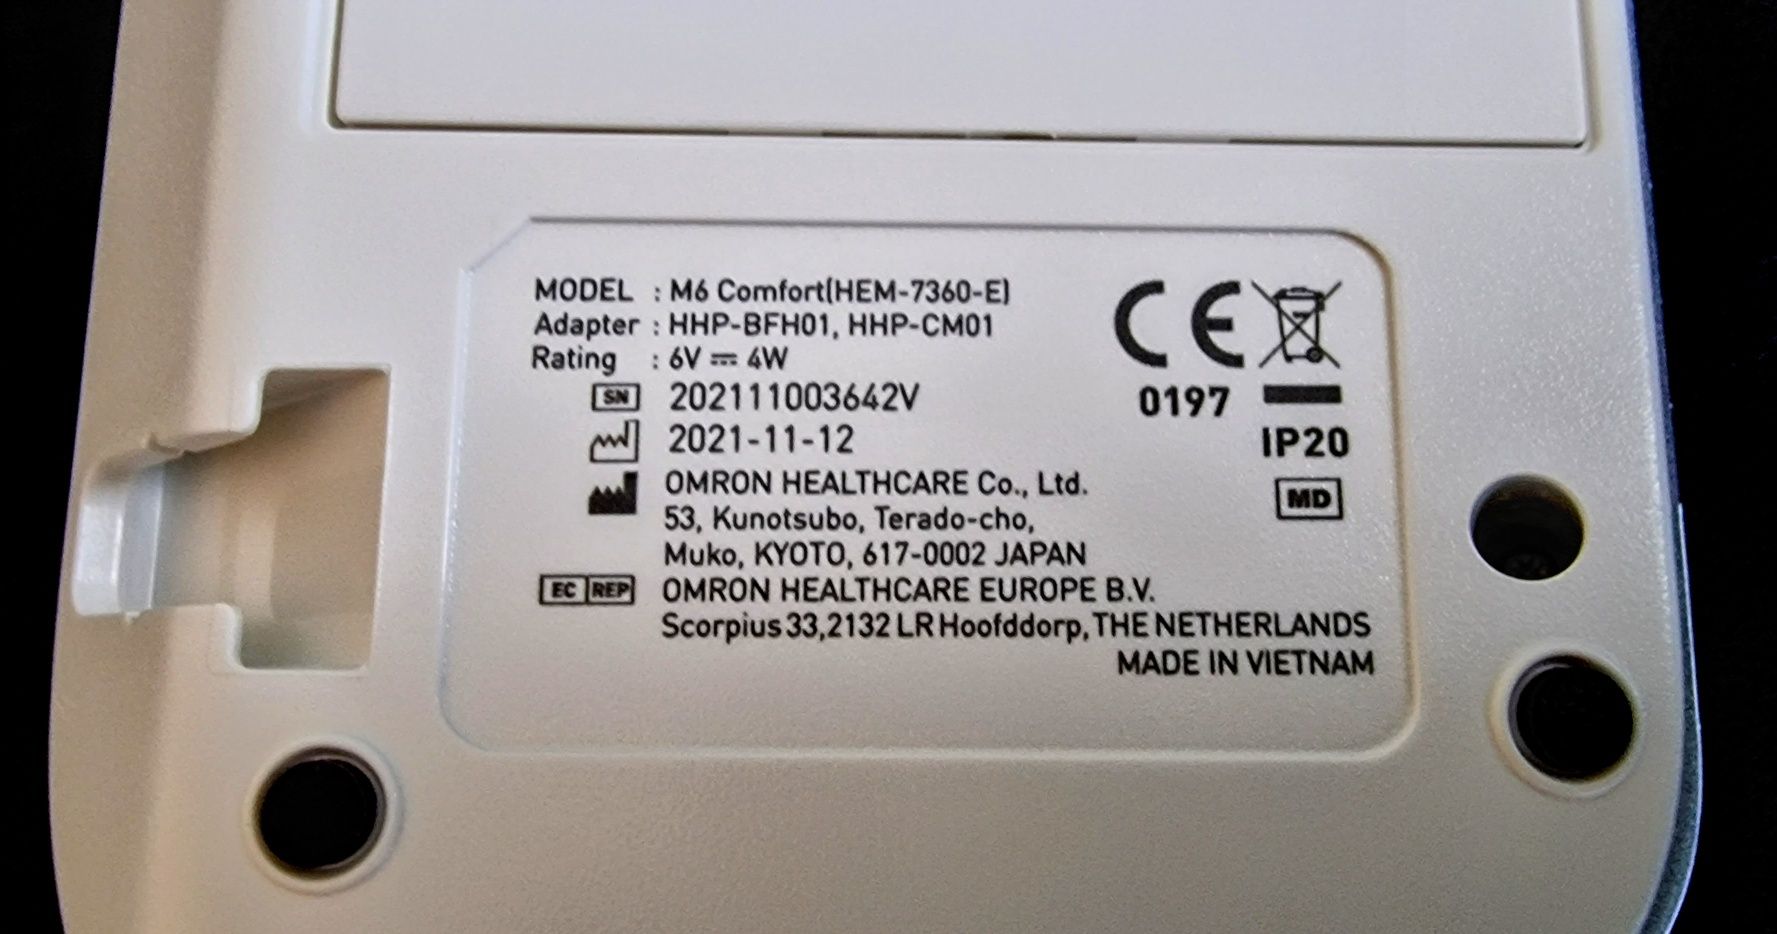 MODEL : M6 Comfort(HEM-7360-E)
Adapter : HHP-BFH01, HHP-CM01
Rating : 6V ⎓ 4W
SN 202111003642V
2021-11-12
OMRON HEALTHCARE Co., Ltd.
53, Kunotsubo, Terado-cho,
Muko, KYOTO, 617-0002 JAPAN
EC REP OMRON HEALTHCARE EUROPE B.V.
Scorpius 33,2132 LR Hoofddorp, THE NETHERLANDS
MADE IN VIETNAM
CE
0197
IP20
MD